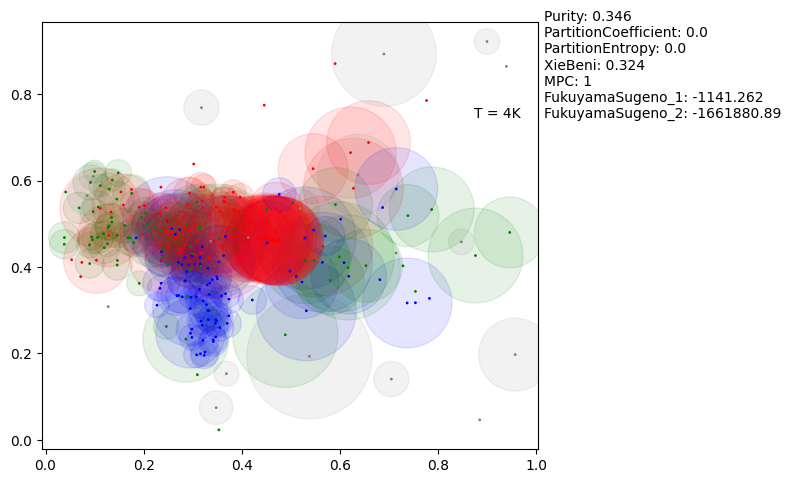 Purity: 0.346
PartitionCoefficient: 0.0
PartitionEntropy: 0.0
XieBeni: 0.324
MPC: 1
FukuyamaSugeno_1: -1141.262
FukuyamaSugeno_2: -1661880.89
T = 4K
0.8
0.6
0.4
0.2
0.0
0.0 0.2 0.4 0.6 0.8 1.0